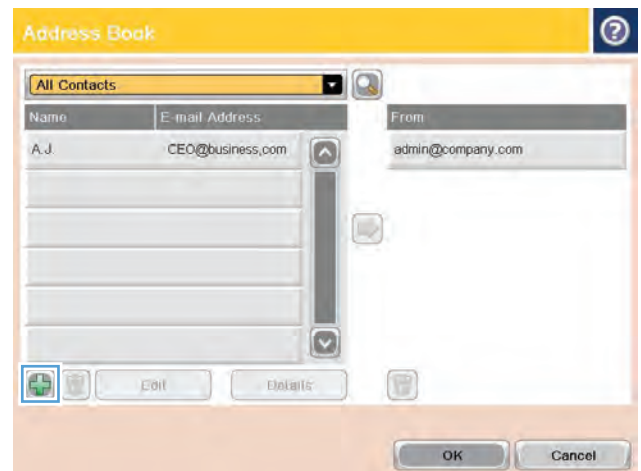 Address Book
?
All Contacts
Name E-mail Address From
A.J CEO@business,com admin@company.com
Edit Details
OK Cancel